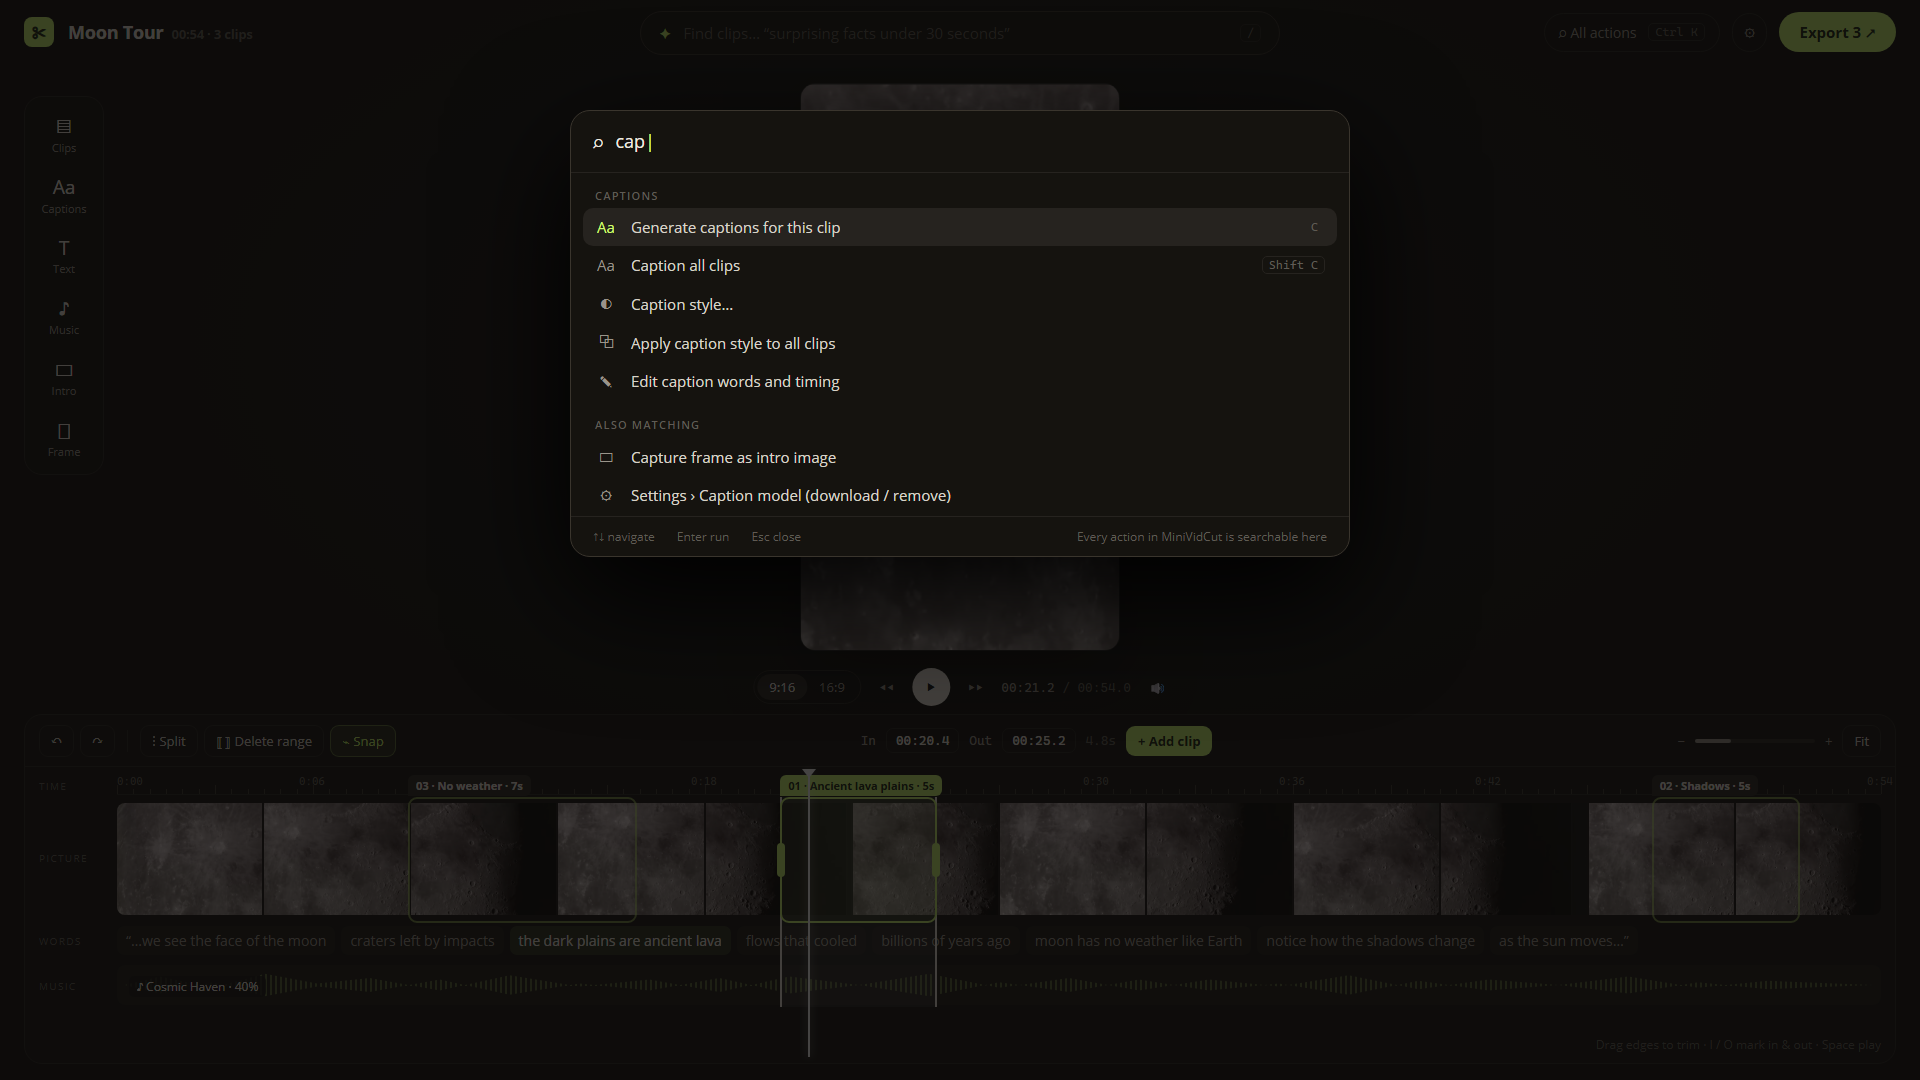 Moon Tour 00:54 · 3 clips
Find clips... “surprising facts under 30 seconds” /
All actions Ctrl K
Export 3 ↗
Clips
Aa
Captions
T
Text
Music
Intro
Frame
cap
CAPTIONS
Aa Generate captions for this clip C
Aa Caption all clips Shift C
Caption style...
Apply caption style to all clips
Edit caption words and timing
ALSO MATCHING
Capture frame as intro image
Settings › Caption model (download / remove)
↑↓ navigate Enter run Esc close Every action in MiniVidCut is searchable here
9:16 16:9 00:21.2 / 00:54.0
Split Delete range Snap In 00:20.4 Out 00:25.2 4.8s + Add clip − + Fit
TIME 0:00 0:06 03 · No weather · 7s 0:18 01 · Ancient lava plains · 5s 0:30 0:36 0:42 02 · Shadows · 5s 0:54
PICTURE
WORDS “...we see the face of the moon craters left by impacts the dark plains are ancient lava flows that cooled billions of years ago moon has no weather like Earth notice how the shadows change as the sun moves...”
MUSIC ♪ Cosmic Haven · 40%
Drag edges to trim · I / O mark in & out · Space play